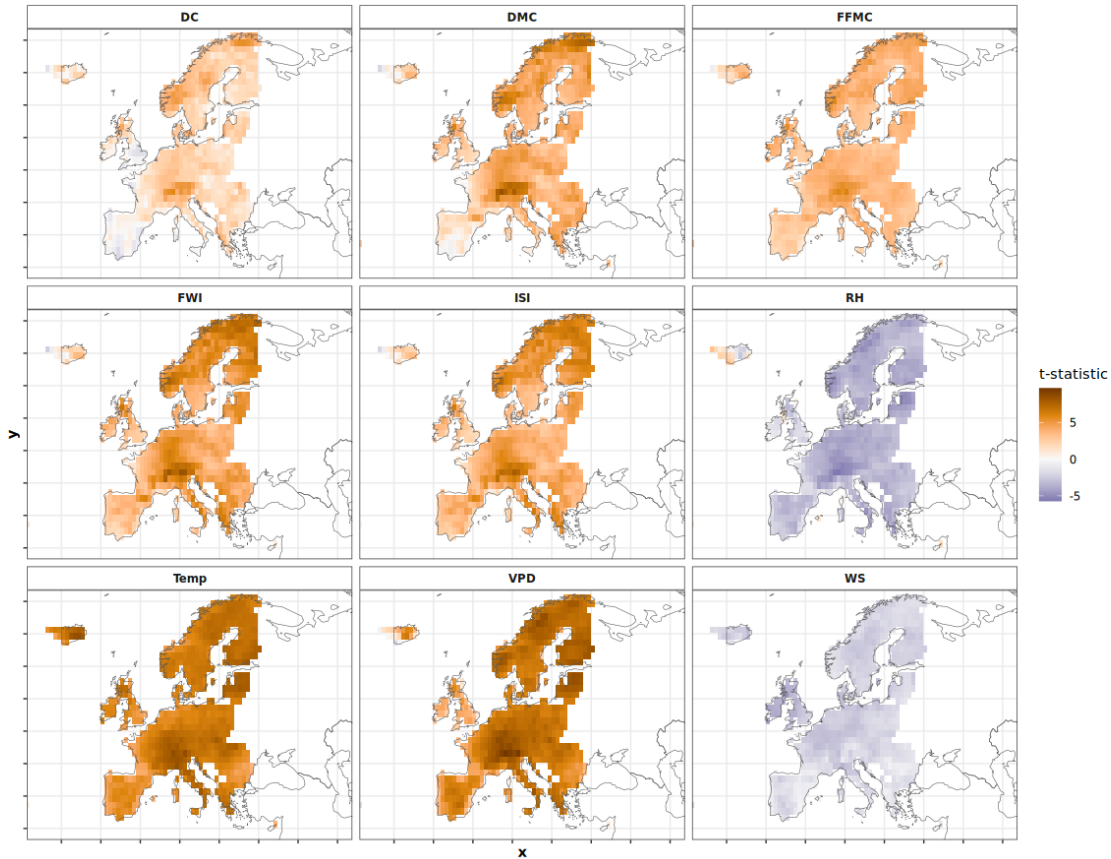 DC DMC FFMC
FWI ISI RH
t-statistic
5
0
-5
y
Temp VPD WS
x